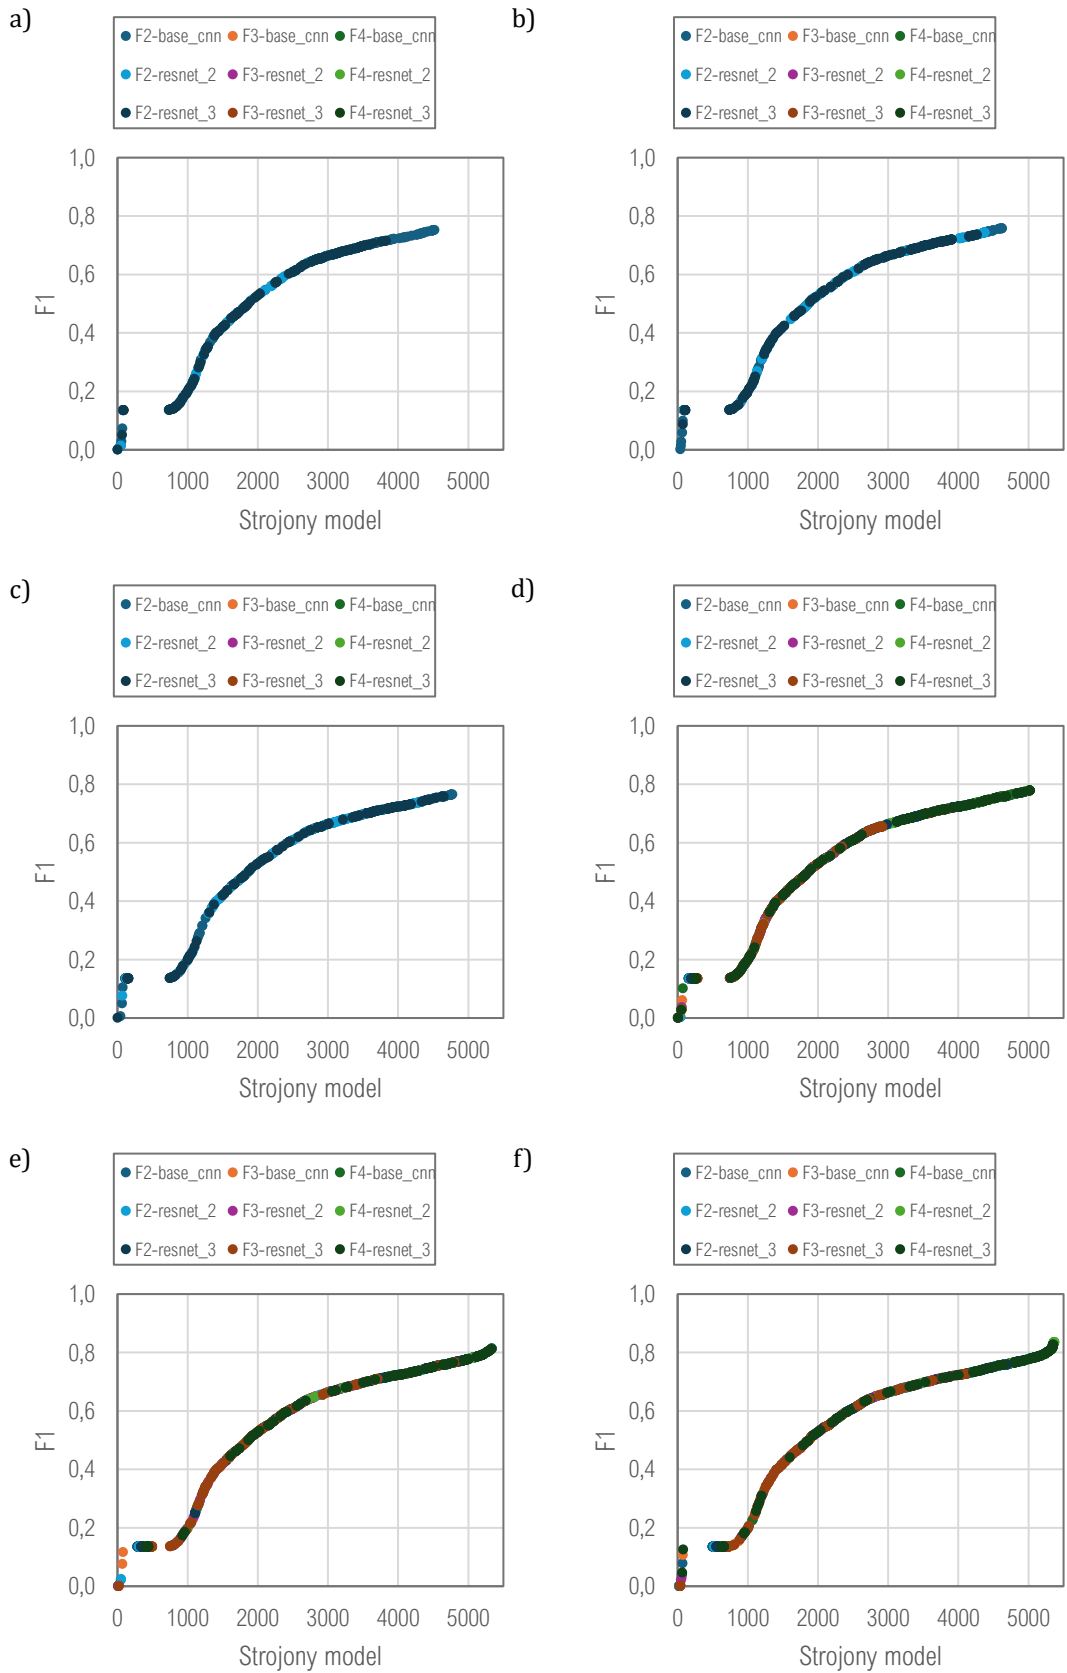 a)
F2-base_cnn F3-base_cnn F4-base_cnn
F2-resnet_2 F3-resnet_2 F4-resnet_2
F2-resnet_3 F3-resnet_3 F4-resnet_3
1,0
0,8
0,6
0,4
0,2
0,0
F1
0 1000 2000 3000 4000 5000
Strojony model
b)
F2-base_cnn F3-base_cnn F4-base_cnn
F2-resnet_2 F3-resnet_2 F4-resnet_2
F2-resnet_3 F3-resnet_3 F4-resnet_3
1,0
0,8
0,6
0,4
0,2
0,0
F1
0 1000 2000 3000 4000 5000
Strojony model
c)
F2-base_cnn F3-base_cnn F4-base_cnn
F2-resnet_2 F3-resnet_2 F4-resnet_2
F2-resnet_3 F3-resnet_3 F4-resnet_3
1,0
0,8
0,6
0,4
0,2
0,0
F1
0 1000 2000 3000 4000 5000
Strojony model
d)
F2-base_cnn F3-base_cnn F4-base_cnn
F2-resnet_2 F3-resnet_2 F4-resnet_2
F2-resnet_3 F3-resnet_3 F4-resnet_3
1,0
0,8
0,6
0,4
0,2
0,0
F1
0 1000 2000 3000 4000 5000
Strojony model
e)
F2-base_cnn F3-base_cnn F4-base_cnn
F2-resnet_2 F3-resnet_2 F4-resnet_2
F2-resnet_3 F3-resnet_3 F4-resnet_3
1,0
0,8
0,6
0,4
0,2
0,0
F1
0 1000 2000 3000 4000 5000
Strojony model
f)
F2-base_cnn F3-base_cnn F4-base_cnn
F2-resnet_2 F3-resnet_2 F4-resnet_2
F2-resnet_3 F3-resnet_3 F4-resnet_3
1,0
0,8
0,6
0,4
0,2
0,0
F1
0 1000 2000 3000 4000 5000
Strojony model